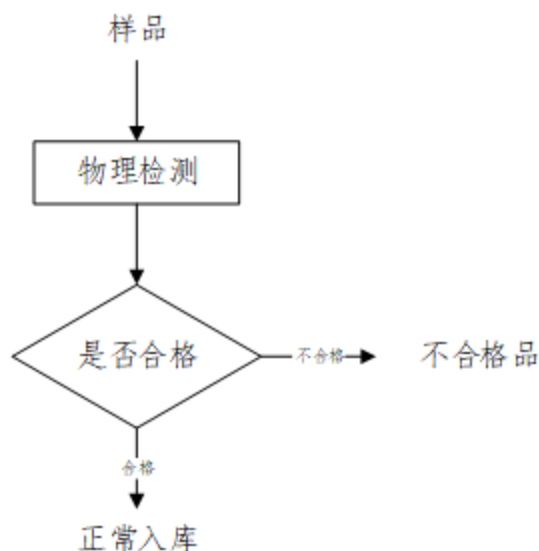 样品
物理检测
是否合格
不合格
不合格品
合格
正常入库